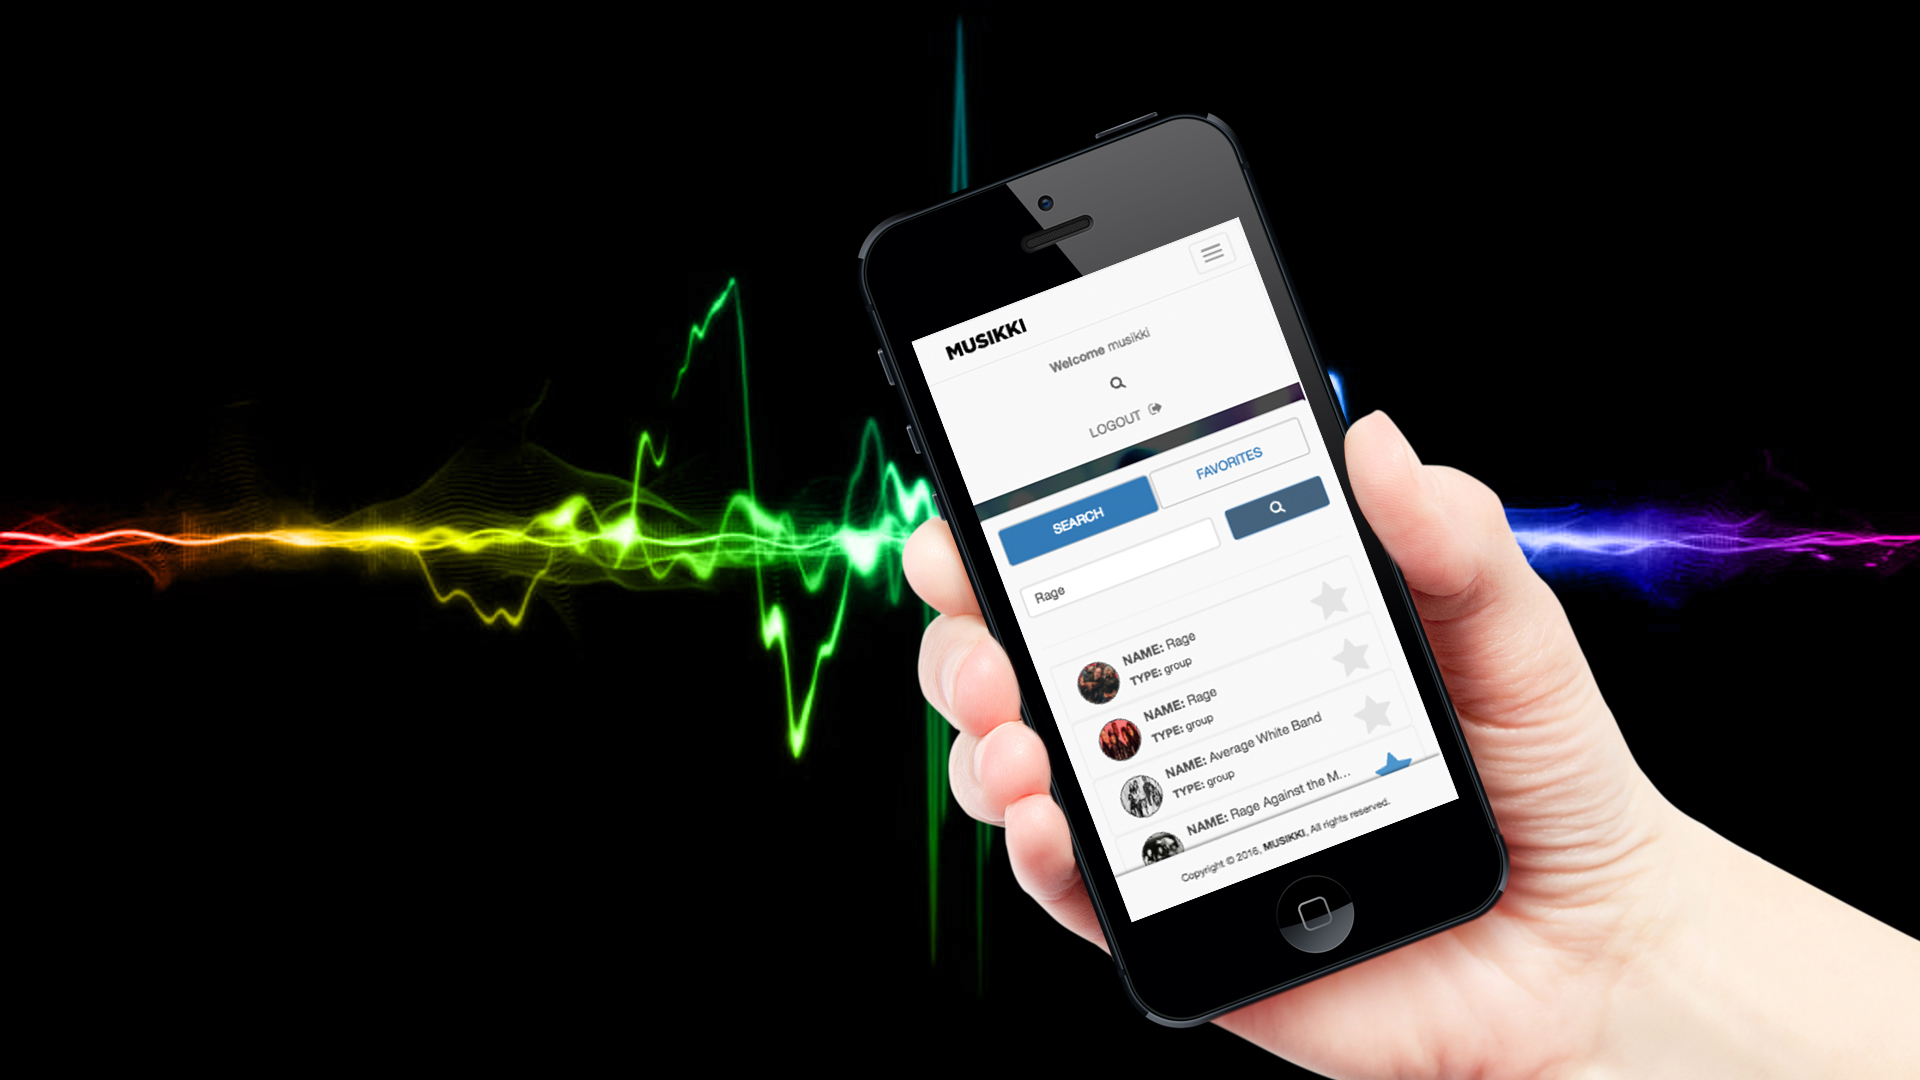 MUSIKKI
Welcome musikki
LOGOUT
SEARCH
FAVORITES
Rage
NAME: Rage
TYPE: group
NAME: Rage
TYPE: group
NAME: Average White Band
TYPE: group
NAME: Rage Against the M...
Copyright © 2016, MUSIKKI, All rights reserved.